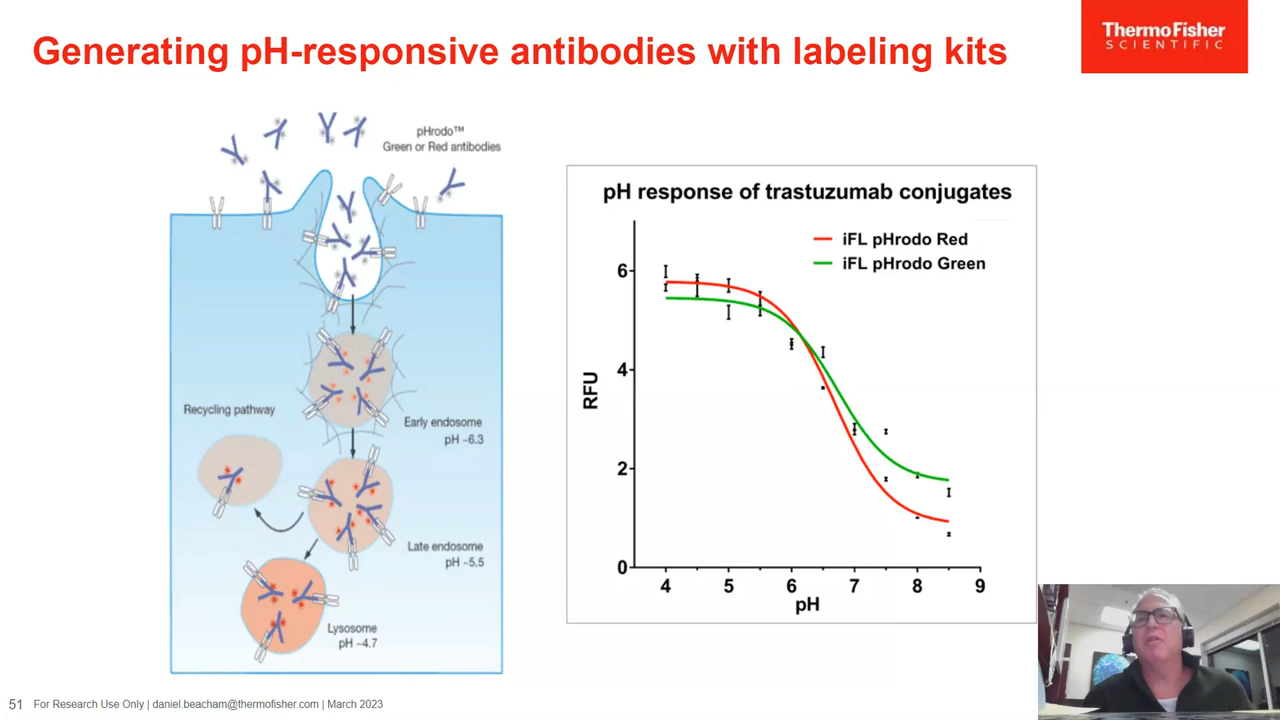 Generating pH-responsive antibodies with labeling kits
ThermoFisher
SCIENTIFIC
pHrodo™
Green or Red antibodies
Recycling pathway
Early endosome
pH ~6.3
Late endosome
pH ~5.5
Lysosome
pH ~4.7
pH response of trastuzumab conjugates
iFL pHrodo Red
iFL pHrodo Green
RFU
6
4
2
0
4 5 6 7 8 9
pH
51 For Research Use Only | daniel.beacham@thermofisher.com | March 2023